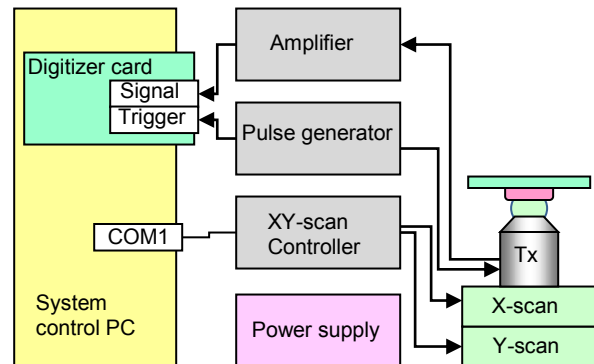 Amplifier
Digitizer card
Signal
Trigger
Pulse generator
COM1
XY-scan
Controller
Tx
System
control PC
Power supply
X-scan
Y-scan